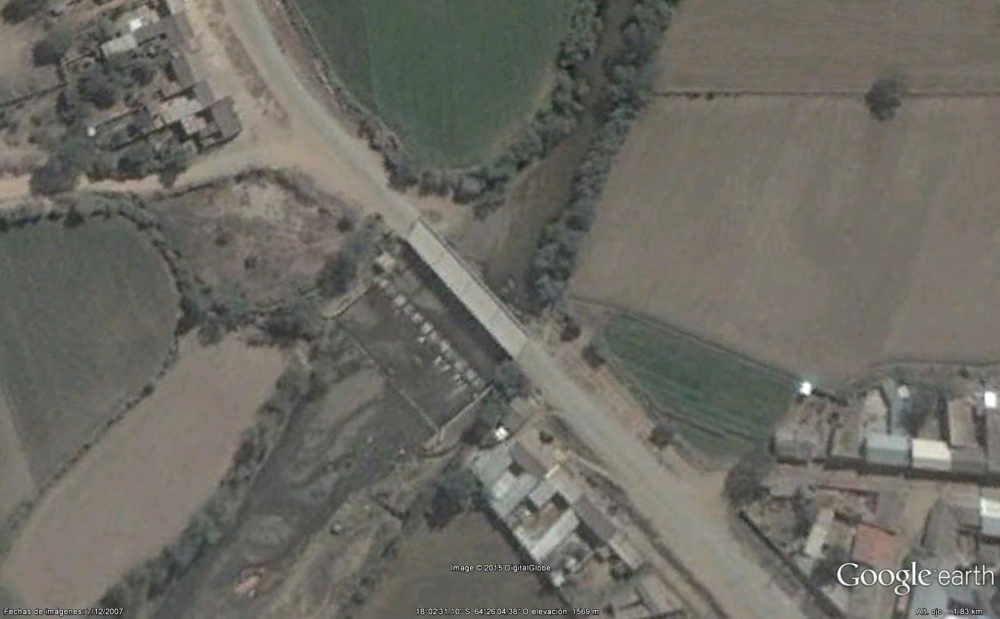 Image © 2015 DigitalGlobe
Google earth
Fechas de imágenes: 7/12/2007 18°02'31.10" S 64°26'04.38" O elevación 1569 m Alt. ojo 1.83 km